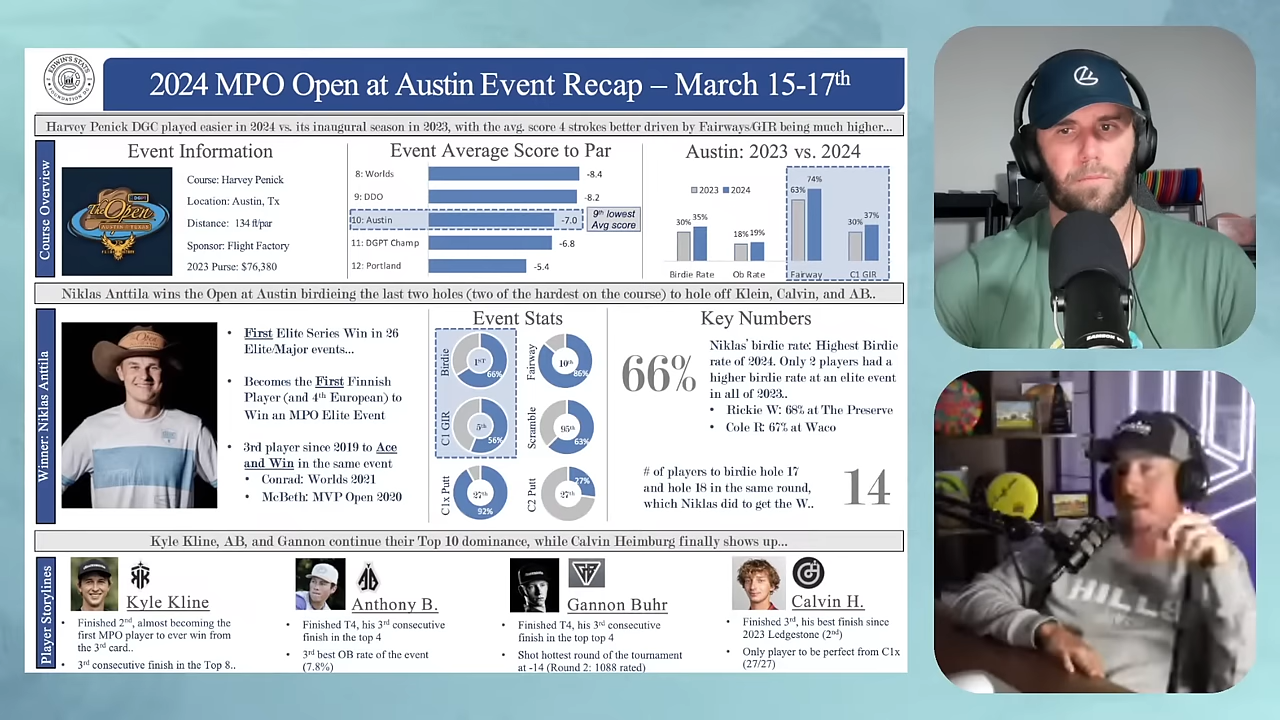 2024 MPO Open at Austin Event Recap – March 15-17th
Harvey Penick DGC played easier in 2024 vs. its inaugural season in 2023, with the avg. score 4 strokes better driven by Fairways/GIR being much higher...
Course Overview
Event Information
The Open
AUSTIN TEXAS
Course: Harvey Penick
Location: Austin, Tx
Distance: 134 ft/par
Sponsor: Flight Factory
2023 Purse: $76,380
Event Average Score to Par
8: Worlds -8.4
9: DDO -8.2
10: Austin -7.0
9th lowest
Avg score
11: DGPT Champ -6.8
12: Portland -5.4
Austin: 2023 vs. 2024
2023 2024
30% 35%
18% 19%
63% 74%
30% 37%
Birdie Rate Ob Rate Fairway C1 GIR
Niklas Anttila wins the Open at Austin birdieing the last two holes (two of the hardest on the course) to hole off Klein, Calvin, and AB..
Winner: Niklas Anttila
• First Elite Series Win in 26
Elite/Major events...
• Becomes the First Finnish
Player (and 4th European) to
Win an MPO Elite Event
• 3rd player since 2019 to Ace
and Win in the same event
• Conrad: Worlds 2021
• McBeth: MVP Open 2020
Event Stats
Birdie 1ST 66%
Fairway 10th 86%
C1 GIR 5th 56%
Scramble 95th 63%
C1x Putt 27th 92%
C2 Putt 27th 27%
Key Numbers
66%
Niklas' birdie rate: Highest Birdie
rate of 2024. Only 2 players had a
higher birdie rate at an elite event
in all of 2023..
• Rickie W: 68% at The Preserve
• Cole R: 67% at Waco
# of players to birdie hole 17
and hole 18 in the same round,
which Niklas did to get the W..
14
Kyle Kline, AB, and Gannon continue their Top 10 dominance, while Calvin Heimburg finally shows up...
Player Storylines
Kyle Kline
• Finished 2nd, almost becoming the
first MPO player to ever win from
the 3rd card..
• 3rd consecutive finish in the Top 8..
Anthony B.
• Finished T4, his 3rd consecutive
finish in the top 4
• 3rd best OB rate of the event
(7.8%)
Gannon Buhr
• Finished T4, his 3rd consecutive
finish in the top top 4
• Shot hottest round of the tournament
at -14 (Round 2: 1088 rated)
Calvin H.
• Finished 3rd, his best finish since
2023 Ledgestone (2nd)
• Only player to be perfect from C1x
(27/27)
HILLS